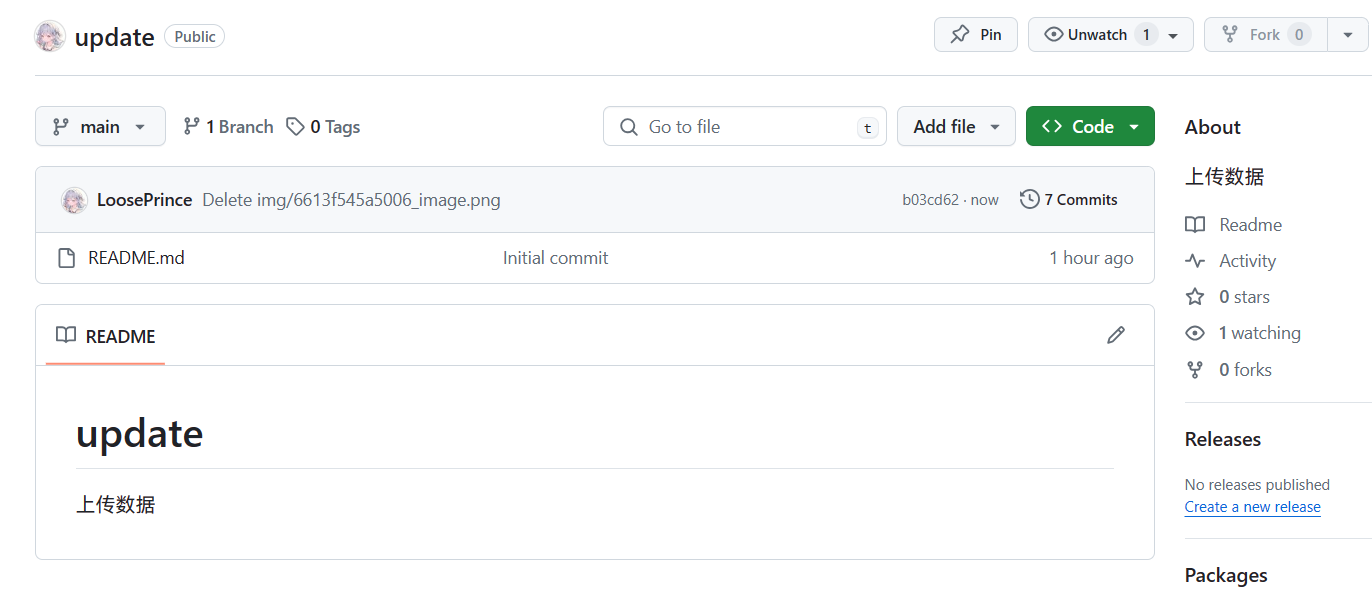 update Public Pin Unwatch 1 Fork 0
main 1 Branch 0 Tags Go to file t Add file Code
LoosePrince Delete img/6613f545a5006_image.png b03cd62 · now 7 Commits
README.md Initial commit 1 hour ago
README
update
上传数据
About
上传数据
Readme
Activity
0 stars
1 watching
0 forks
Releases
No releases published
Create a new release
Packages